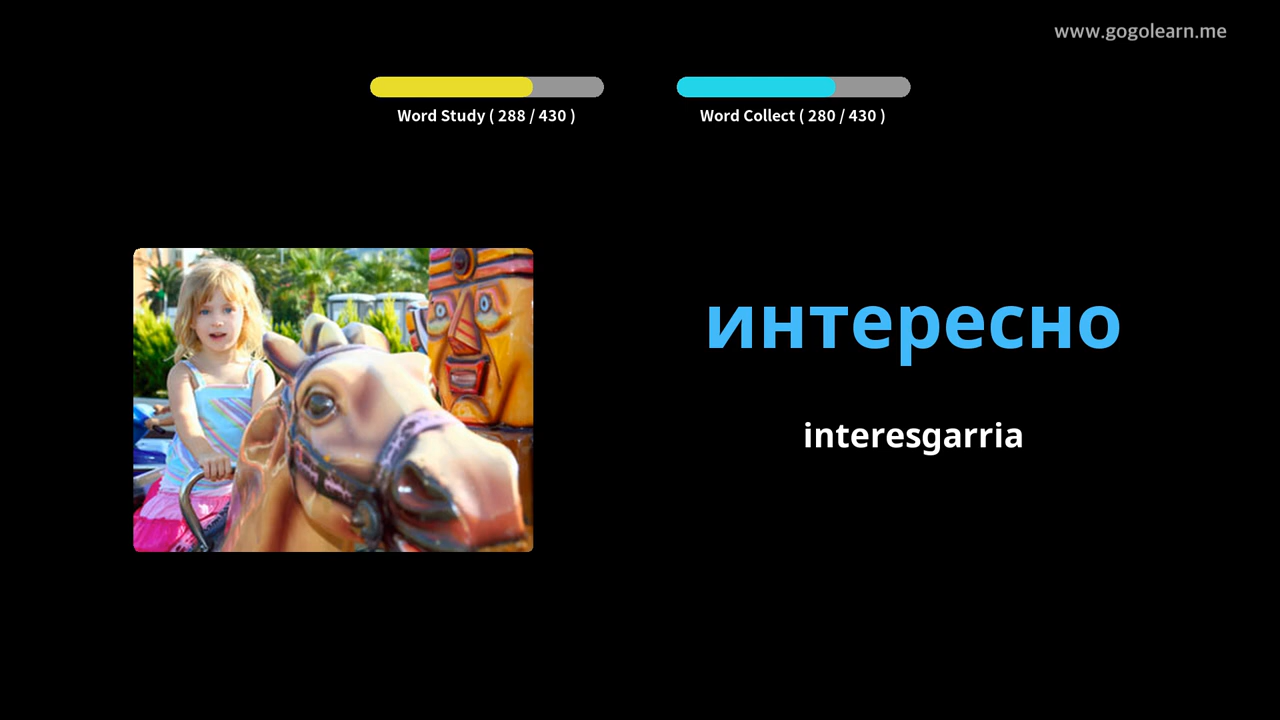 www.gogolearn.me
Word Study ( 288 / 430 )
Word Collect ( 280 / 430 )
интересно
interesgarria